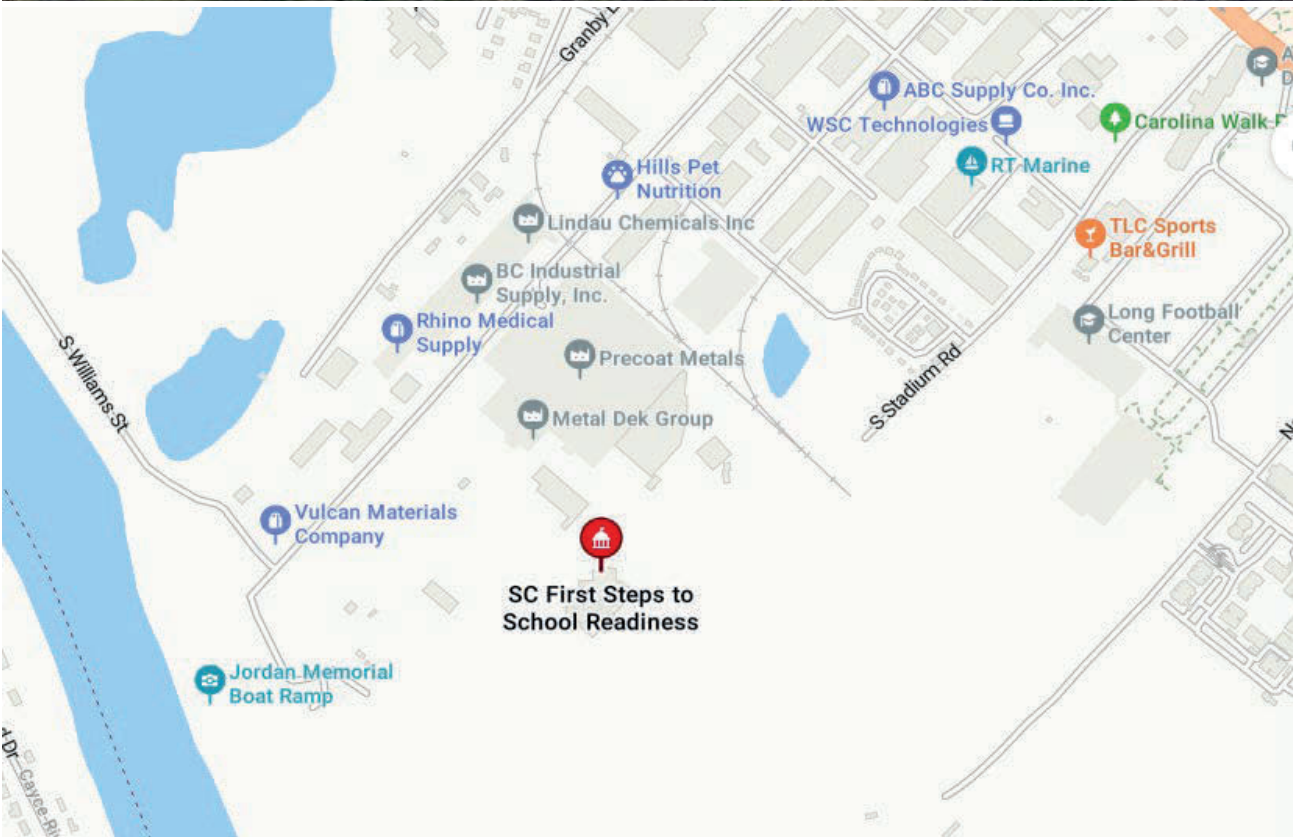 Granby L
ABC Supply Co. Inc.
WSC Technologies
Carolina Walk
RT Marine
Hills Pet
Nutrition
Lindau Chemicals Inc
TLC Sports
Bar&Grill
BC Industrial
Supply, Inc.
Rhino Medical
Supply
Long Football
Center
S Williams St
Precoat Metals
S Stadium Rd
Metal Dek Group
Vulcan Materials
Company
SC First Steps to
School Readiness
Jordan Memorial
Boat Ramp
d Dr
Cayce-Riv